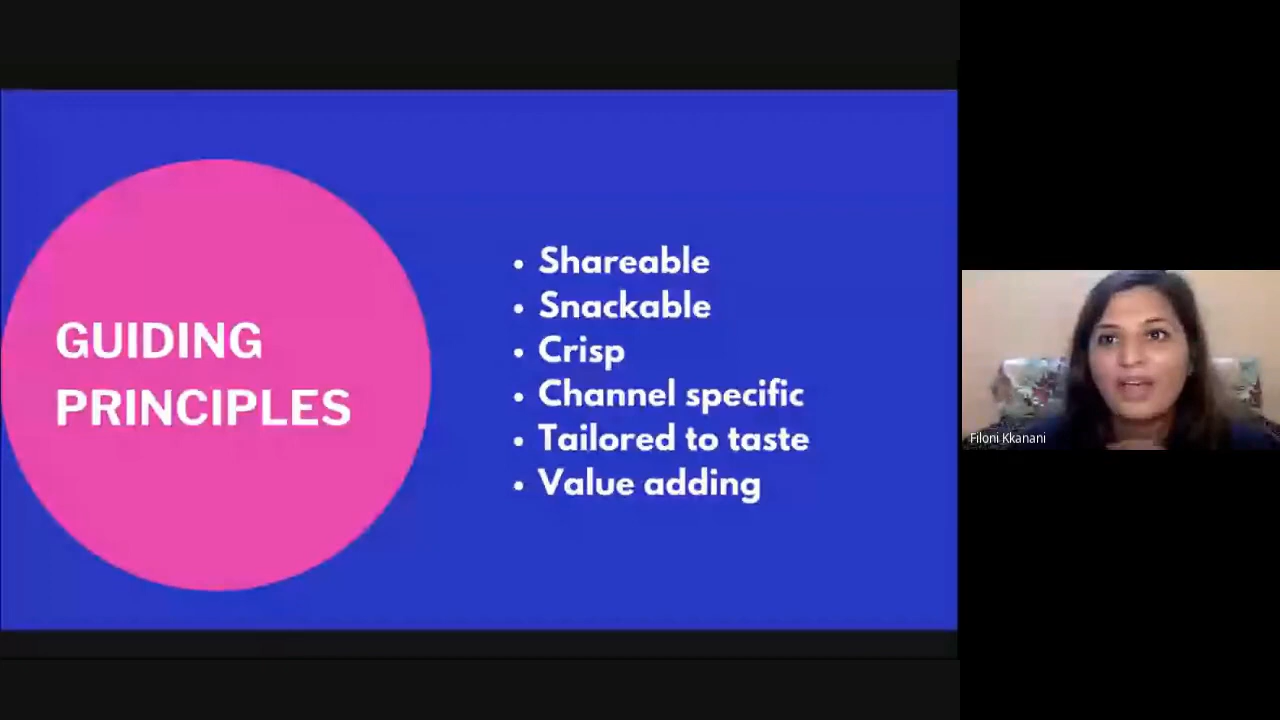 GUIDING
PRINCIPLES
• Shareable
• Snackable
• Crisp
• Channel specific
• Tailored to taste
• Value adding
Filoni Kkanani